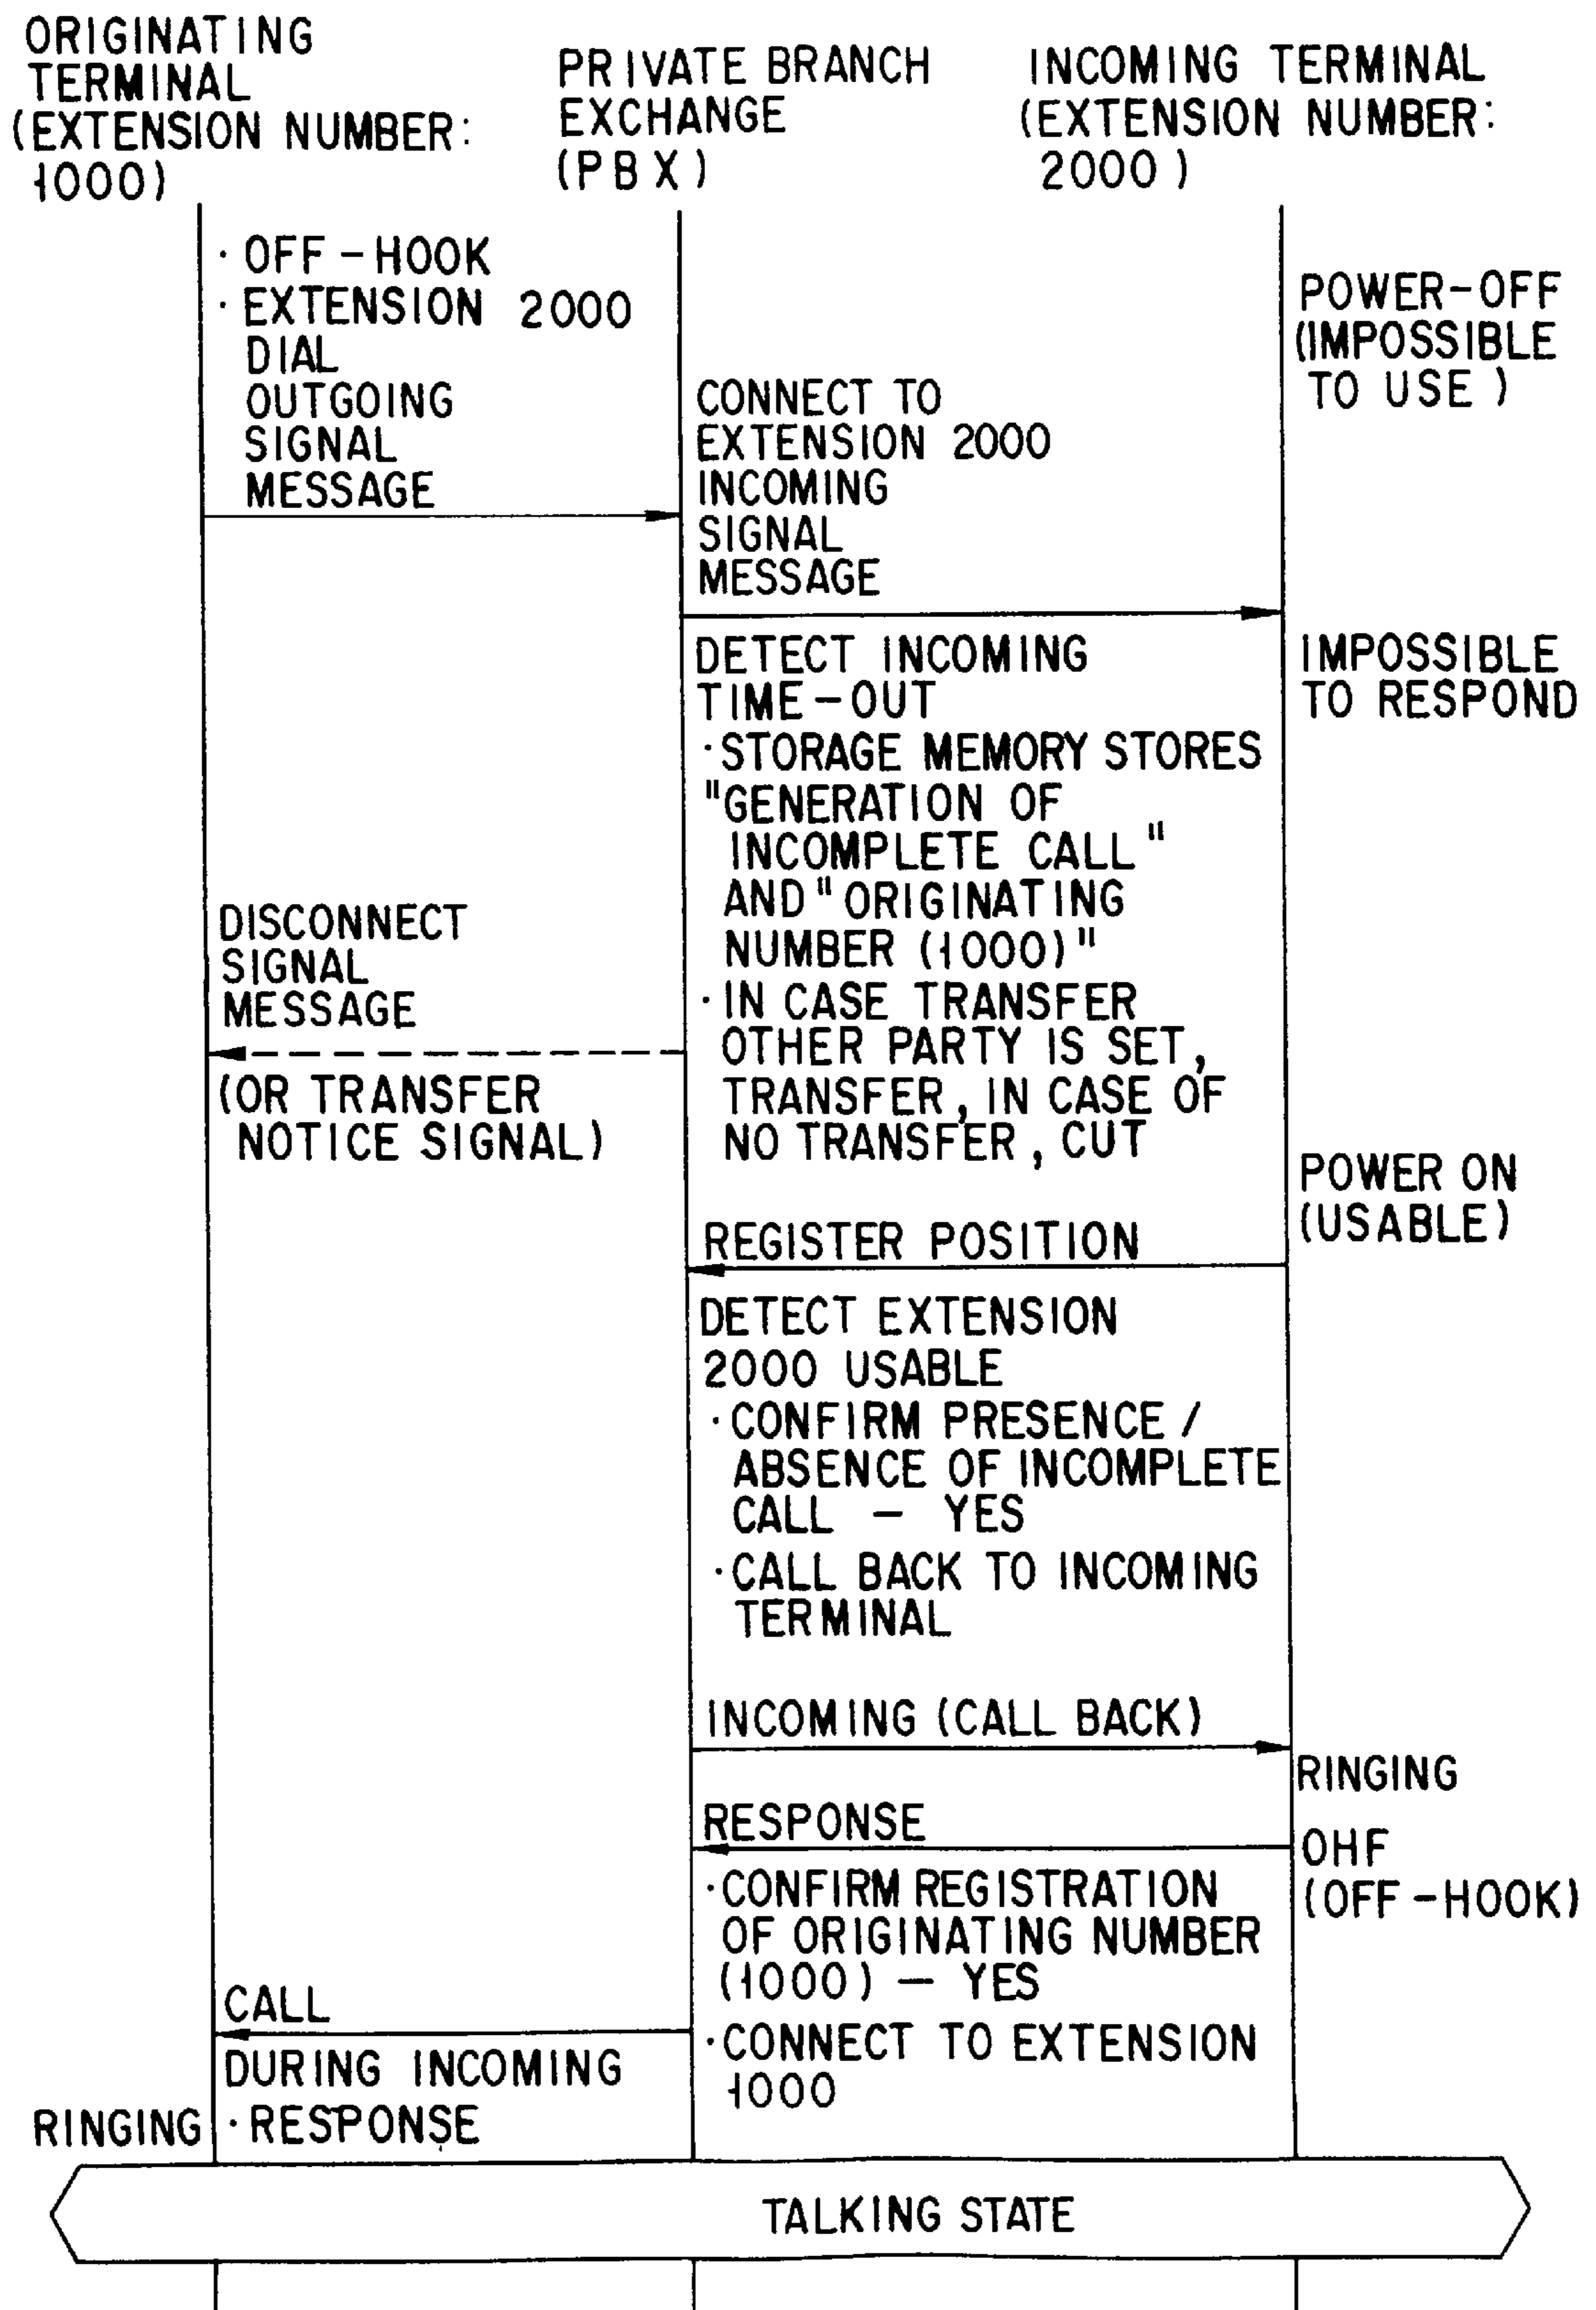 ORIGINATING
TERMINAL
(EXTENSION NUMBER:
1000)
PRIVATE BRANCH
EXCHANGE
(PBX)
INCOMING TERMINAL
(EXTENSION NUMBER:
2000)
· OFF-HOOK
· EXTENSION 2000
DIAL
OUTGOING
SIGNAL
MESSAGE
POWER-OFF
(IMPOSSIBLE
TO USE)
CONNECT TO
EXTENSION 2000
INCOMING
SIGNAL
MESSAGE
DETECT INCOMING
TIME-OUT
· STORAGE MEMORY STORES
"GENERATION OF
INCOMPLETE CALL"
AND "ORIGINATING
NUMBER (1000)"
· IN CASE TRANSFER
OTHER PARTY IS SET,
TRANSFER, IN CASE OF
NO TRANSFER, CUT
IMPOSSIBLE
TO RESPOND
DISCONNECT
SIGNAL
MESSAGE
(OR TRANSFER
NOTICE SIGNAL)
POWER ON
(USABLE)
REGISTER POSITION
DETECT EXTENSION
2000 USABLE
· CONFIRM PRESENCE /
ABSENCE OF INCOMPLETE
CALL — YES
· CALL BACK TO INCOMING
TERMINAL
INCOMING (CALL BACK)
RINGING
RESPONSE
OHF
(OFF-HOOK)
· CONFIRM REGISTRATION
OF ORIGINATING NUMBER
(1000) — YES
· CONNECT TO EXTENSION
1000
CALL
DURING INCOMING
RINGING
· RESPONSE
TALKING STATE